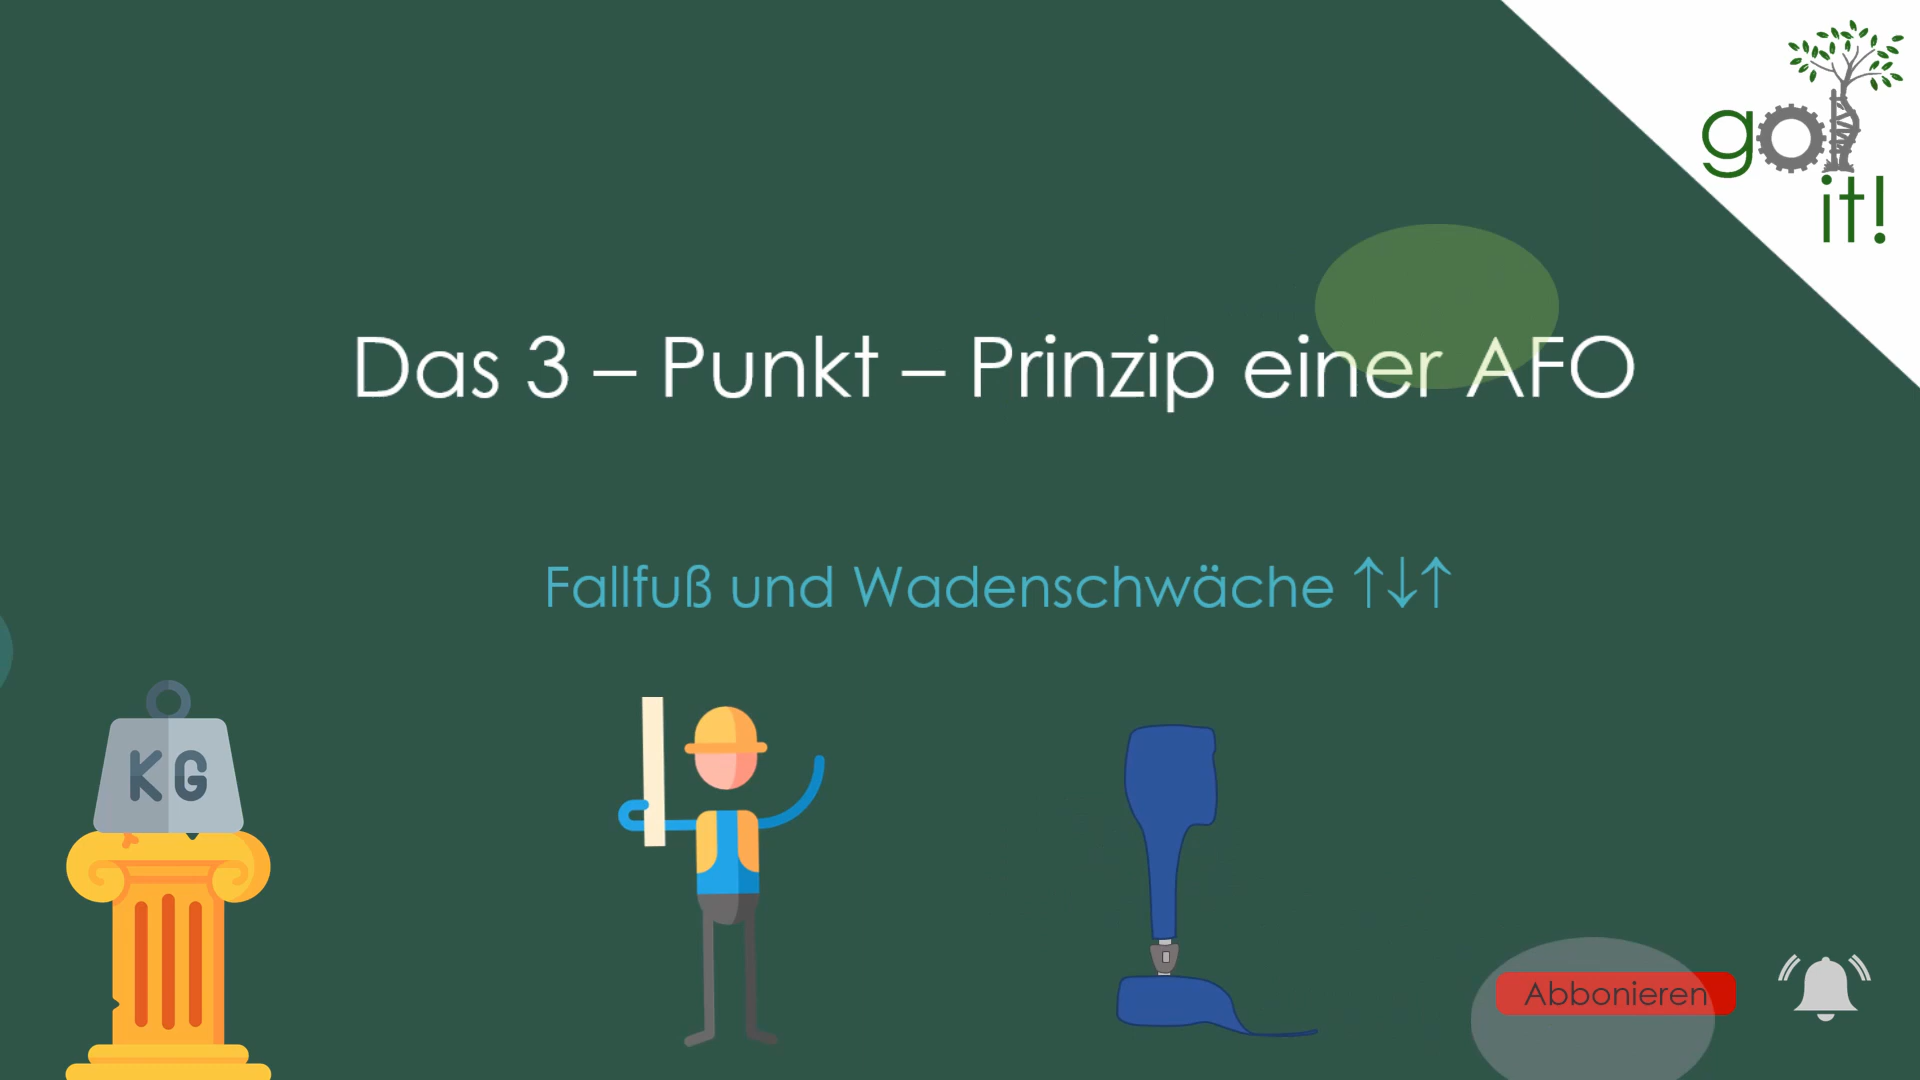 go
it!
Das 3 – Punkt – Prinzip einer AFO
Fallfuß und Wadenschwäche ↑↓↑
KG
Abbonieren